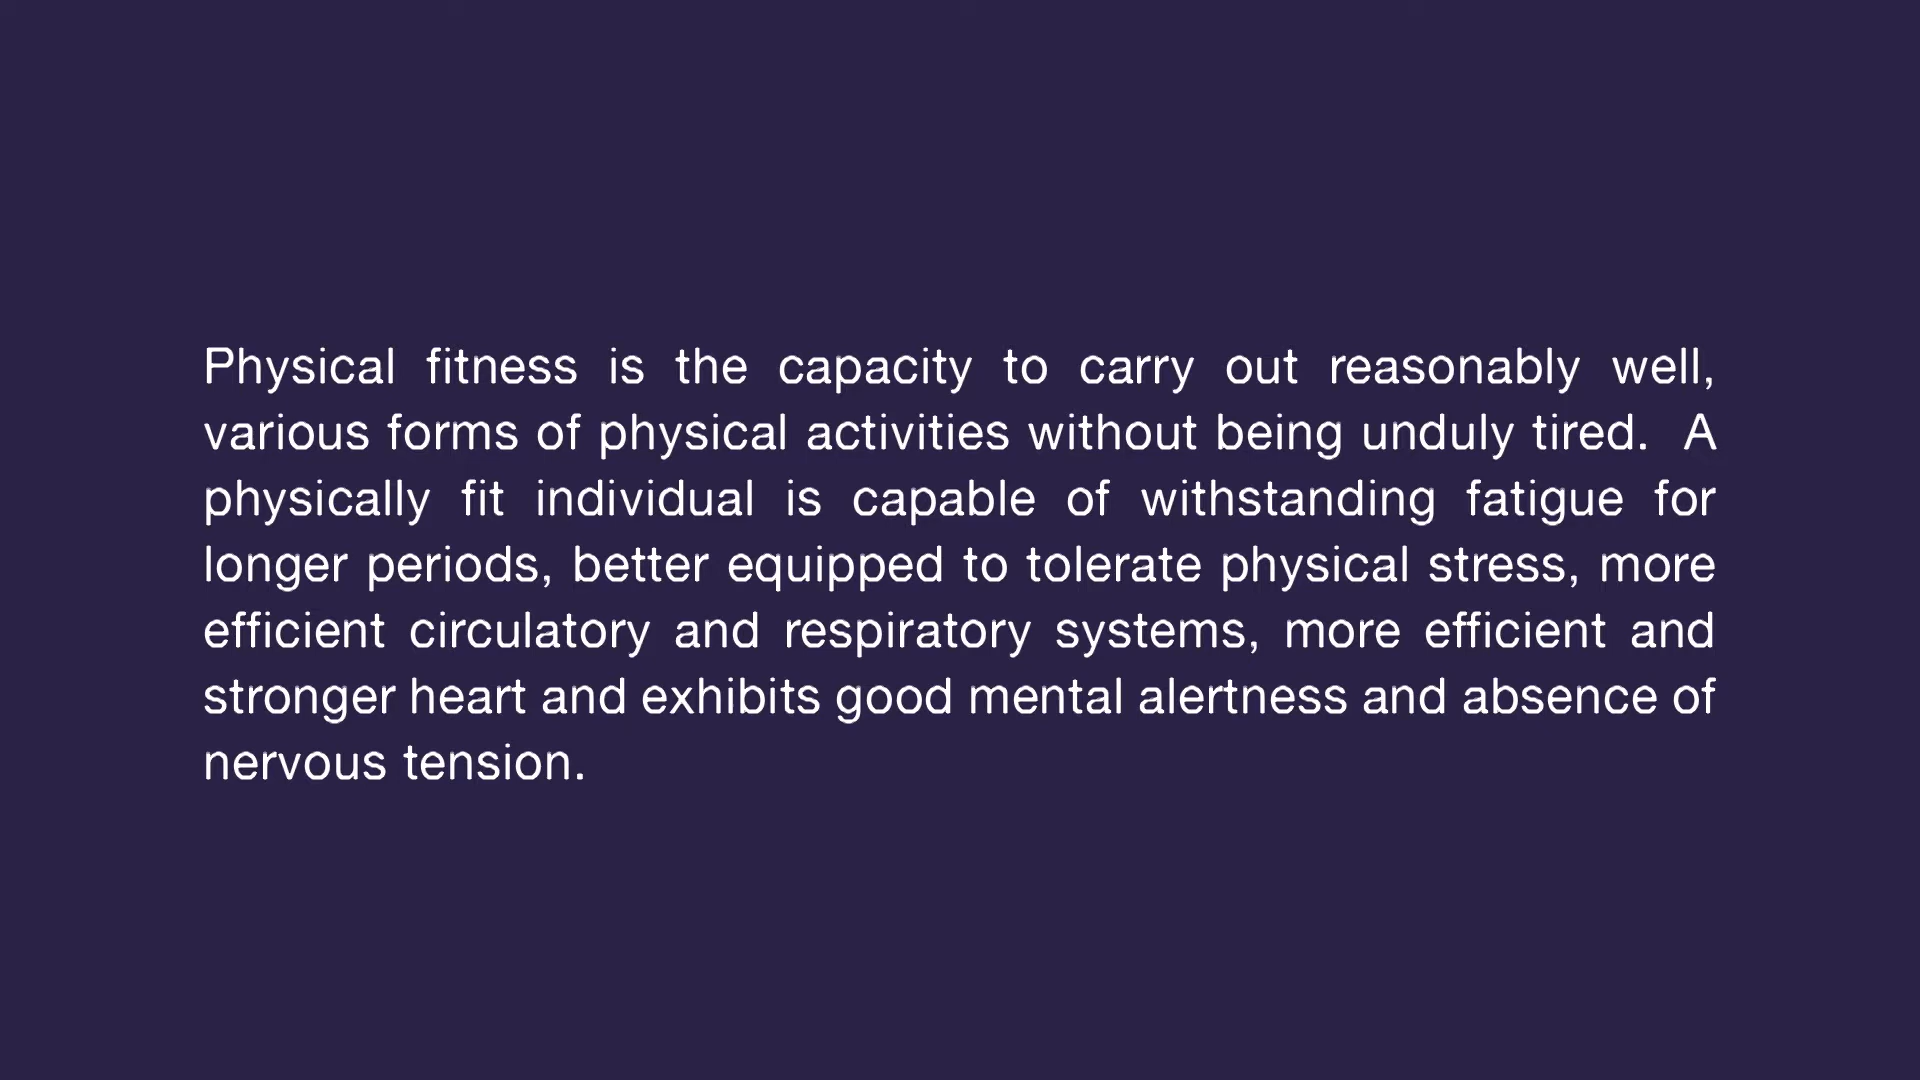 Physical fitness is the capacity to carry out reasonably well,
various forms of physical activities without being unduly tired.  A
physically fit individual is capable of withstanding fatigue for
longer periods, better equipped to tolerate physical stress, more
efficient circulatory and respiratory systems, more efficient and
stronger heart and exhibits good mental alertness and absence of
nervous tension.